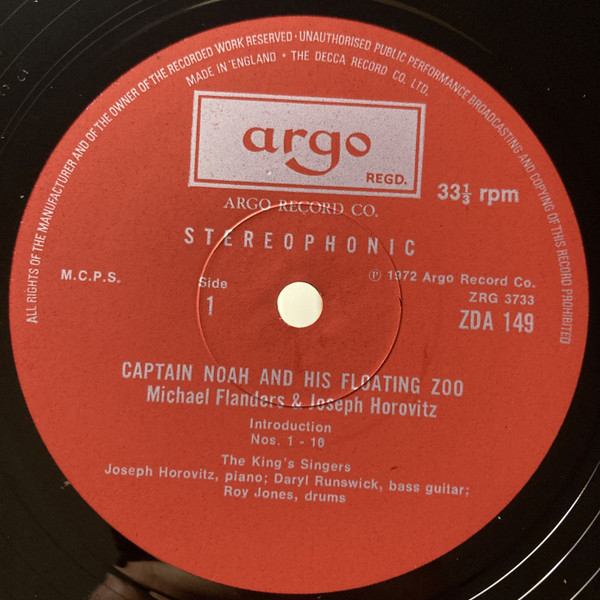 ALL RIGHTS OF THE MANUFACTURER AND OF THE OWNER OF THE RECORDED WORK RESERVED · UNAUTHORISED PUBLIC PERFORMANCE BROADCASTING AND COPYING OF THIS RECORD PROHIBITED
MADE IN ENGLAND • THE DECCA RECORD CO. LTD.
argo
REGD.
33⅓ rpm
ARGO RECORD CO.
STEREOPHONIC
M.C.P.S.
Side
1
℗ 1972 Argo Record Co.
ZRG 3733
ZDA 149
CAPTAIN NOAH AND HIS FLOATING ZOO
Michael Flanders & Joseph Horovitz
Introduction
Nos. 1 - 10
The King's Singers
Joseph Horovitz, piano; Daryl Runswick, bass guitar;
Roy Jones, drums